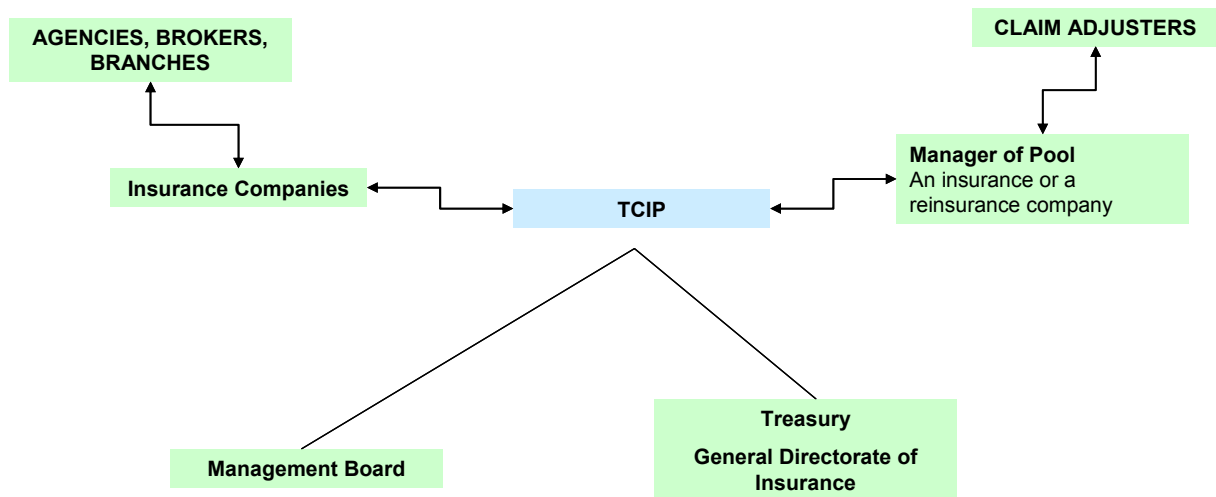 AGENCIES, BROKERS,
BRANCHES
CLAIM ADJUSTERS
Manager of Pool
An insurance or a
reinsurance company
Insurance Companies
TCIP
Treasury
General Directorate of
Insurance
Management Board